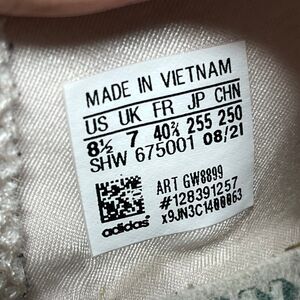 MADE IN VIETNAM
US UK FR JP CHN
8½ 7 40⅔ 255 250
SHW 675001 08/21
ART GW8899
#128391257
x9JN3C1400063
adidas